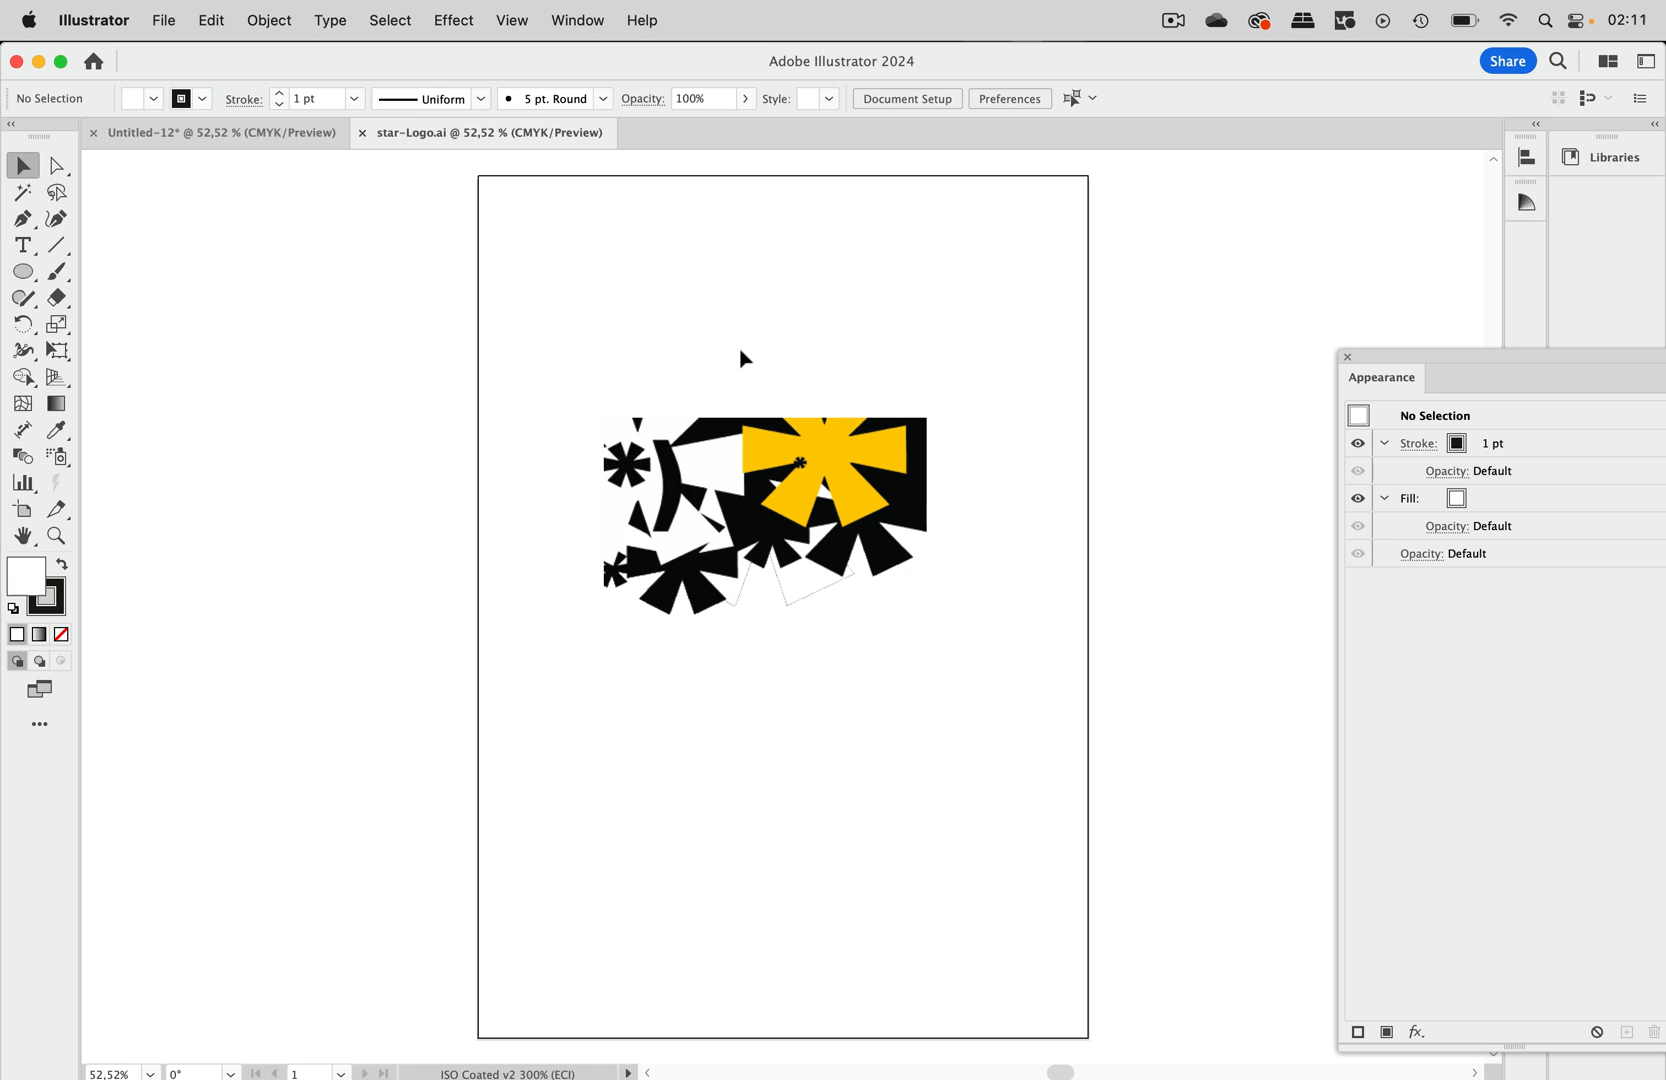 Illustrator File Edit Object Type Select Effect View Window Help 02:11
Adobe Illustrator 2024 Share
No Selection Stroke: 1 pt Uniform 5 pt. Round Opacity: 100% Style: Document Setup Preferences
Untitled-12* @ 52,52 % (CMYK/Preview) star-Logo.ai @ 52,52 % (CMYK/Preview)
Libraries
Appearance
No Selection
Stroke: 1 pt
Opacity: Default
Fill:
Opacity: Default
Opacity: Default
fx.
52,52% 0° 1 ISO Coated v2 300% (ECI)